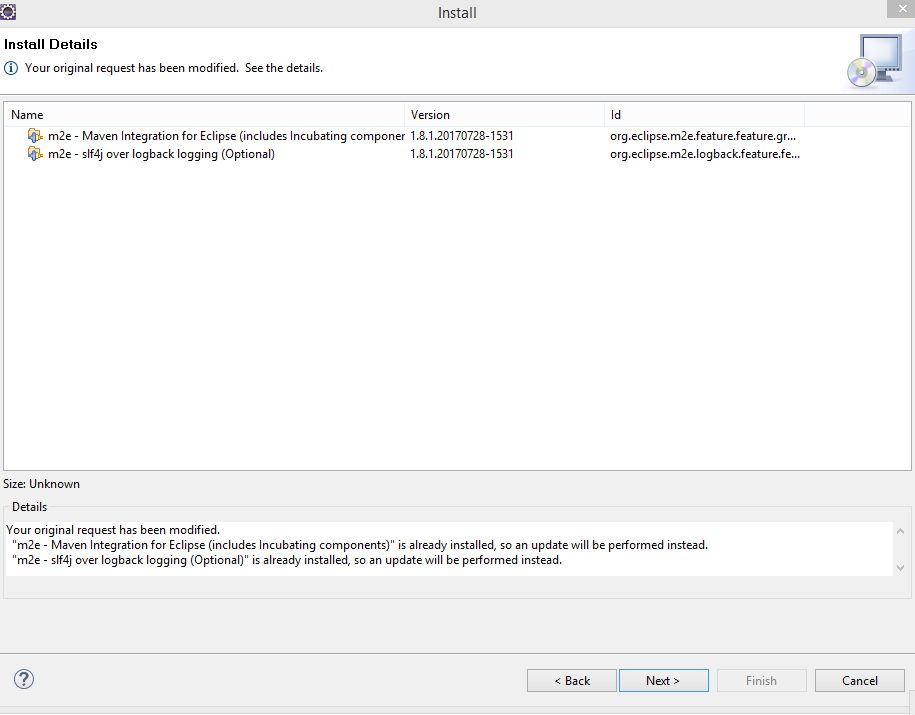 Install
Install Details
Your original request has been modified. See the details.
Name Version Id
m2e - Maven Integration for Eclipse (includes Incubating componer 1.8.1.20170728-1531 org.eclipse.m2e.feature.feature.gr...
m2e - slf4j over logback logging (Optional) 1.8.1.20170728-1531 org.eclipse.m2e.logback.feature.fe...
Size: Unknown
Details
Your original request has been modified.
"m2e - Maven Integration for Eclipse (includes Incubating components)" is already installed, so an update will be performed instead.
"m2e - slf4j over logback logging (Optional)" is already installed, so an update will be performed instead.
? < Back Next > Finish Cancel